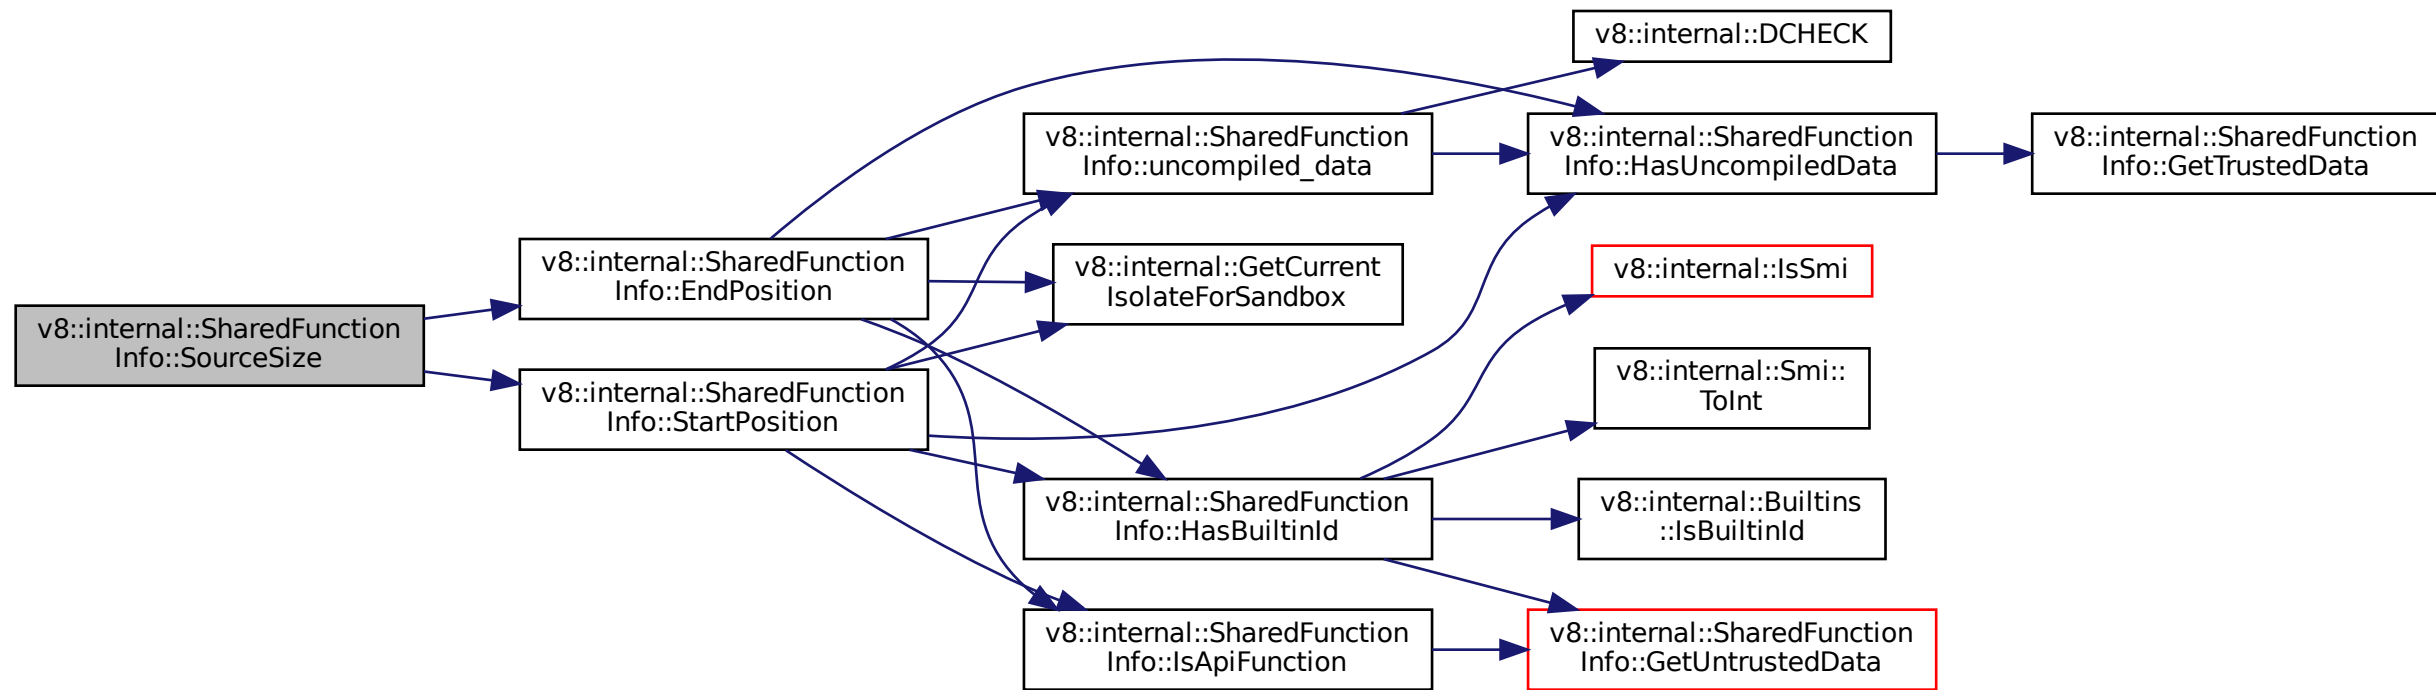 v8::internal::SharedFunction
Info::SourceSize
v8::internal::SharedFunction
Info::EndPosition
v8::internal::SharedFunction
Info::StartPosition
v8::internal::SharedFunction
Info::uncompiled_data
v8::internal::GetCurrent
IsolateForSandbox
v8::internal::SharedFunction
Info::HasBuiltinId
v8::internal::SharedFunction
Info::IsApiFunction
v8::internal::DCHECK
v8::internal::SharedFunction
Info::HasUncompiledData
v8::internal::IsSmi
v8::internal::Smi::
ToInt
v8::internal::Builtins
::IsBuiltinId
v8::internal::SharedFunction
Info::GetUntrustedData
v8::internal::SharedFunction
Info::GetTrustedData